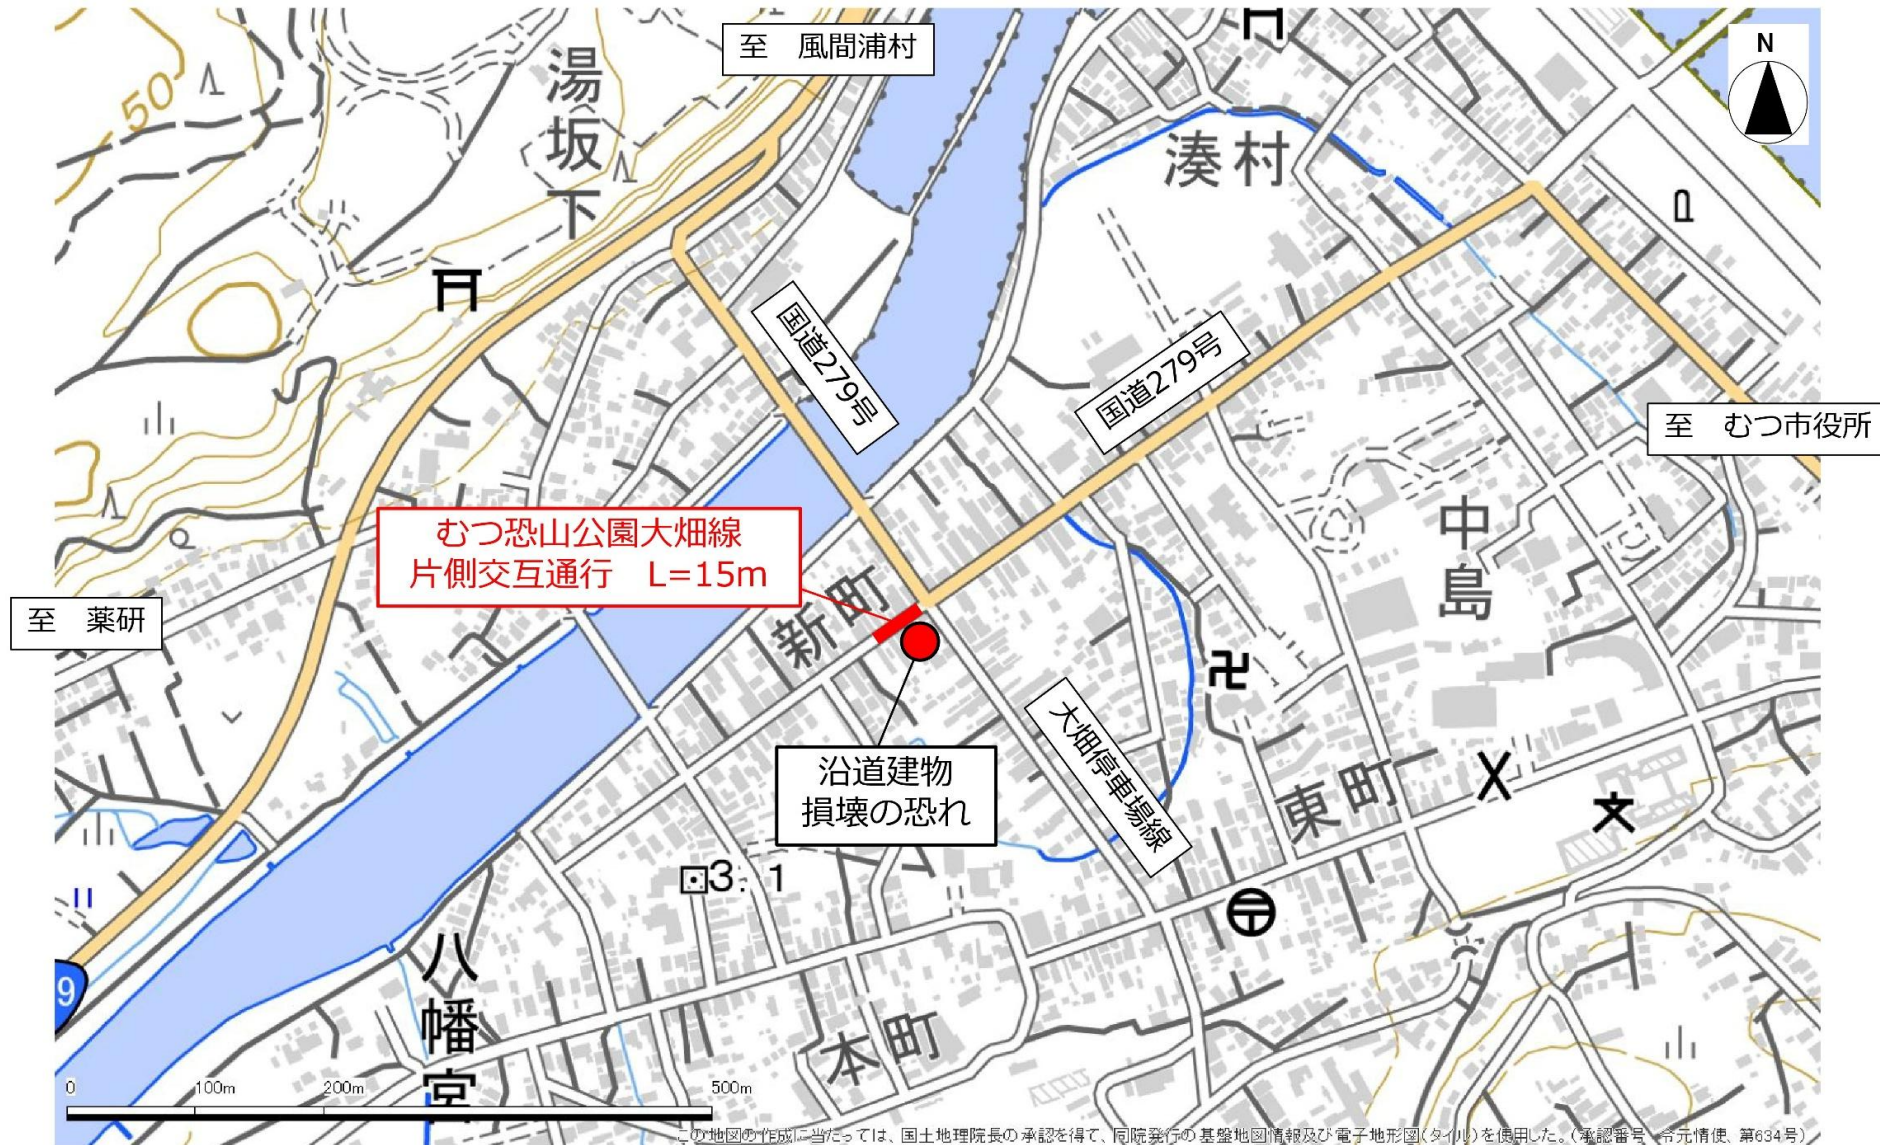 至 風間浦村
N
50
湯坂下
湊村
国道279号
国道279号
至 むつ市役所
中島
むつ恐山公園大畑線
片側交互通行 L=15m
新町
至 薬研
沿道建物
損壊の恐れ
大畑停車場線
東町
3.1
9
八幡宮
本町
0 100m 200m 500m
この地図の作成に当たっては、国土地理院長の承認を得て、同院発行の基盤地図情報及び電子地形図(タイル)を使用した。(承認番号 令元情使、第634号)